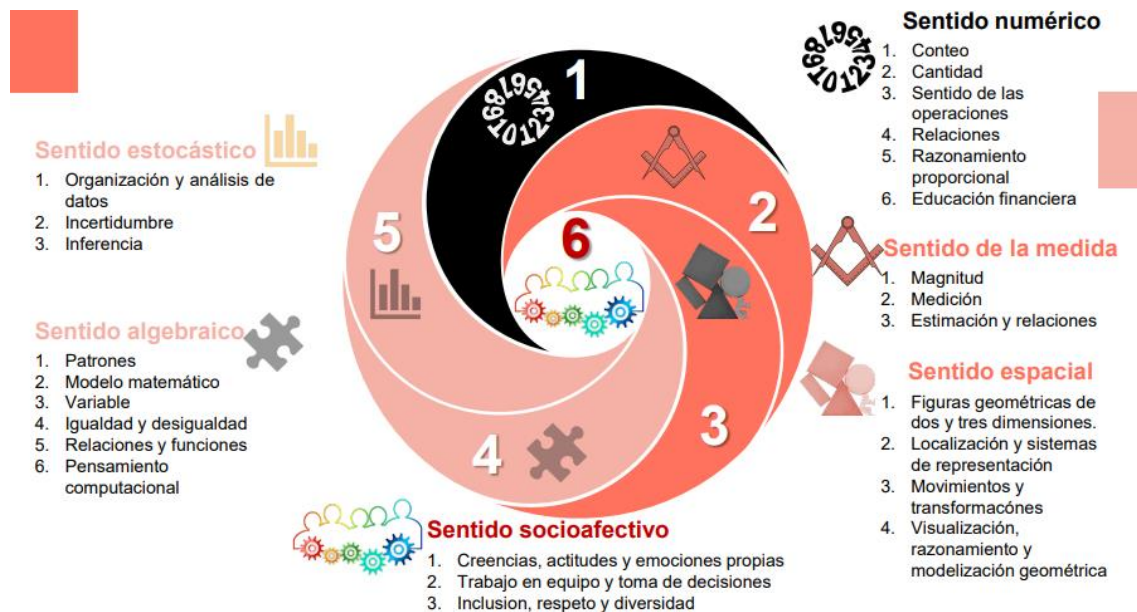 Sentido numérico
1. Conteo
2. Cantidad
3. Sentido de las
operaciones
4. Relaciones
5. Razonamiento
proporcional
6. Educación financiera
Sentido de la medida
1. Magnitud
2. Medición
3. Estimación y relaciones
Sentido espacial
1. Figuras geométricas de
dos y tres dimensiones.
2. Localización y sistemas
de representación
3. Movimientos y
transformacónes
4. Visualización,
razonamiento y
modelización geométrica
Sentido estocástico
1. Organización y análisis de
datos
2. Incertidumbre
3. Inferencia
Sentido algebraico
1. Patrones
2. Modelo matemático
3. Variable
4. Igualdad y desigualdad
5. Relaciones y funciones
6. Pensamiento
computacional
Sentido socioafectivo
1. Creencias, actitudes y emociones propias
2. Trabajo en equipo y toma de decisiones
3. Inclusion, respeto y diversidad
1
2
3
4
5
6
012345678910
012345678910